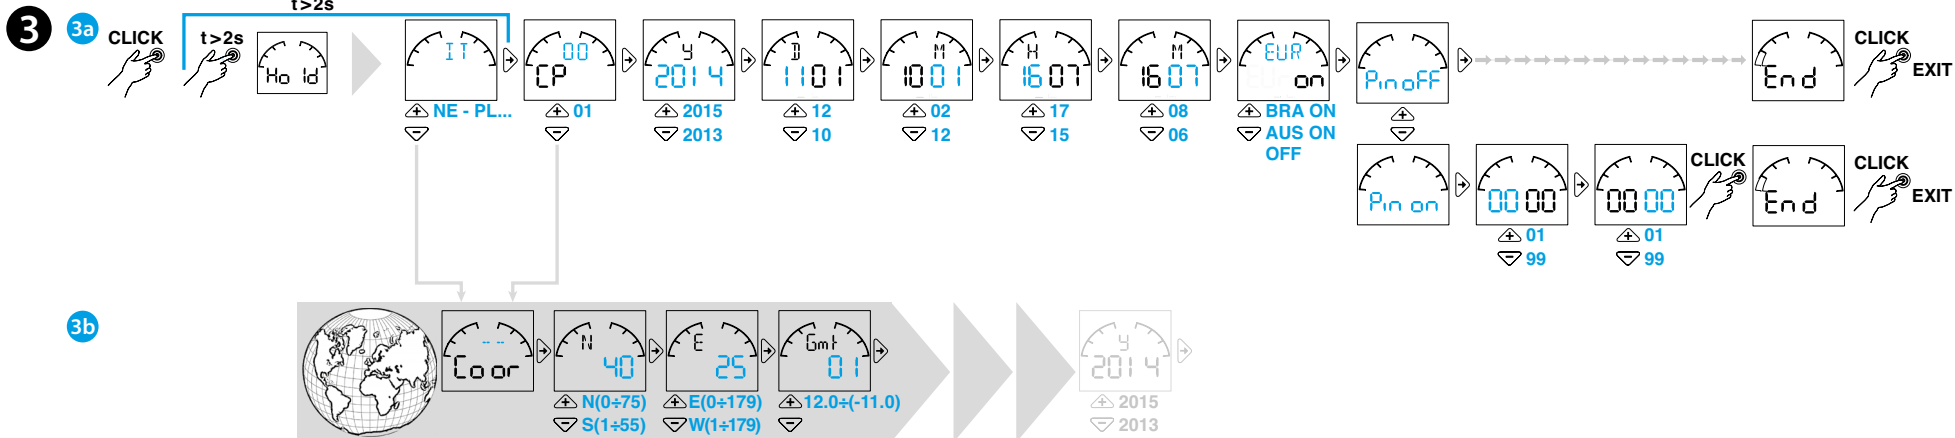 3
3a
CLICK
t>2s
t>2s
Hold
IT
NE - PL...
00
CP
01
y
2014
2015
2013
D
1101
12
10
M
1001
02
12
H
1607
17
15
M
1607
08
06
EUR
on
BRA ON
AUS ON
OFF
Pin oFF
End
CLICK
EXIT
Pin on
0000
01
99
0000
01
99
CLICK
End
CLICK
EXIT
3b
-- --
Coor
N
40
N(0÷75)
S(1÷55)
E
25
E(0÷179)
W(1÷179)
Gmt
01
12.0÷(-11.0)
y
2014
2015
2013